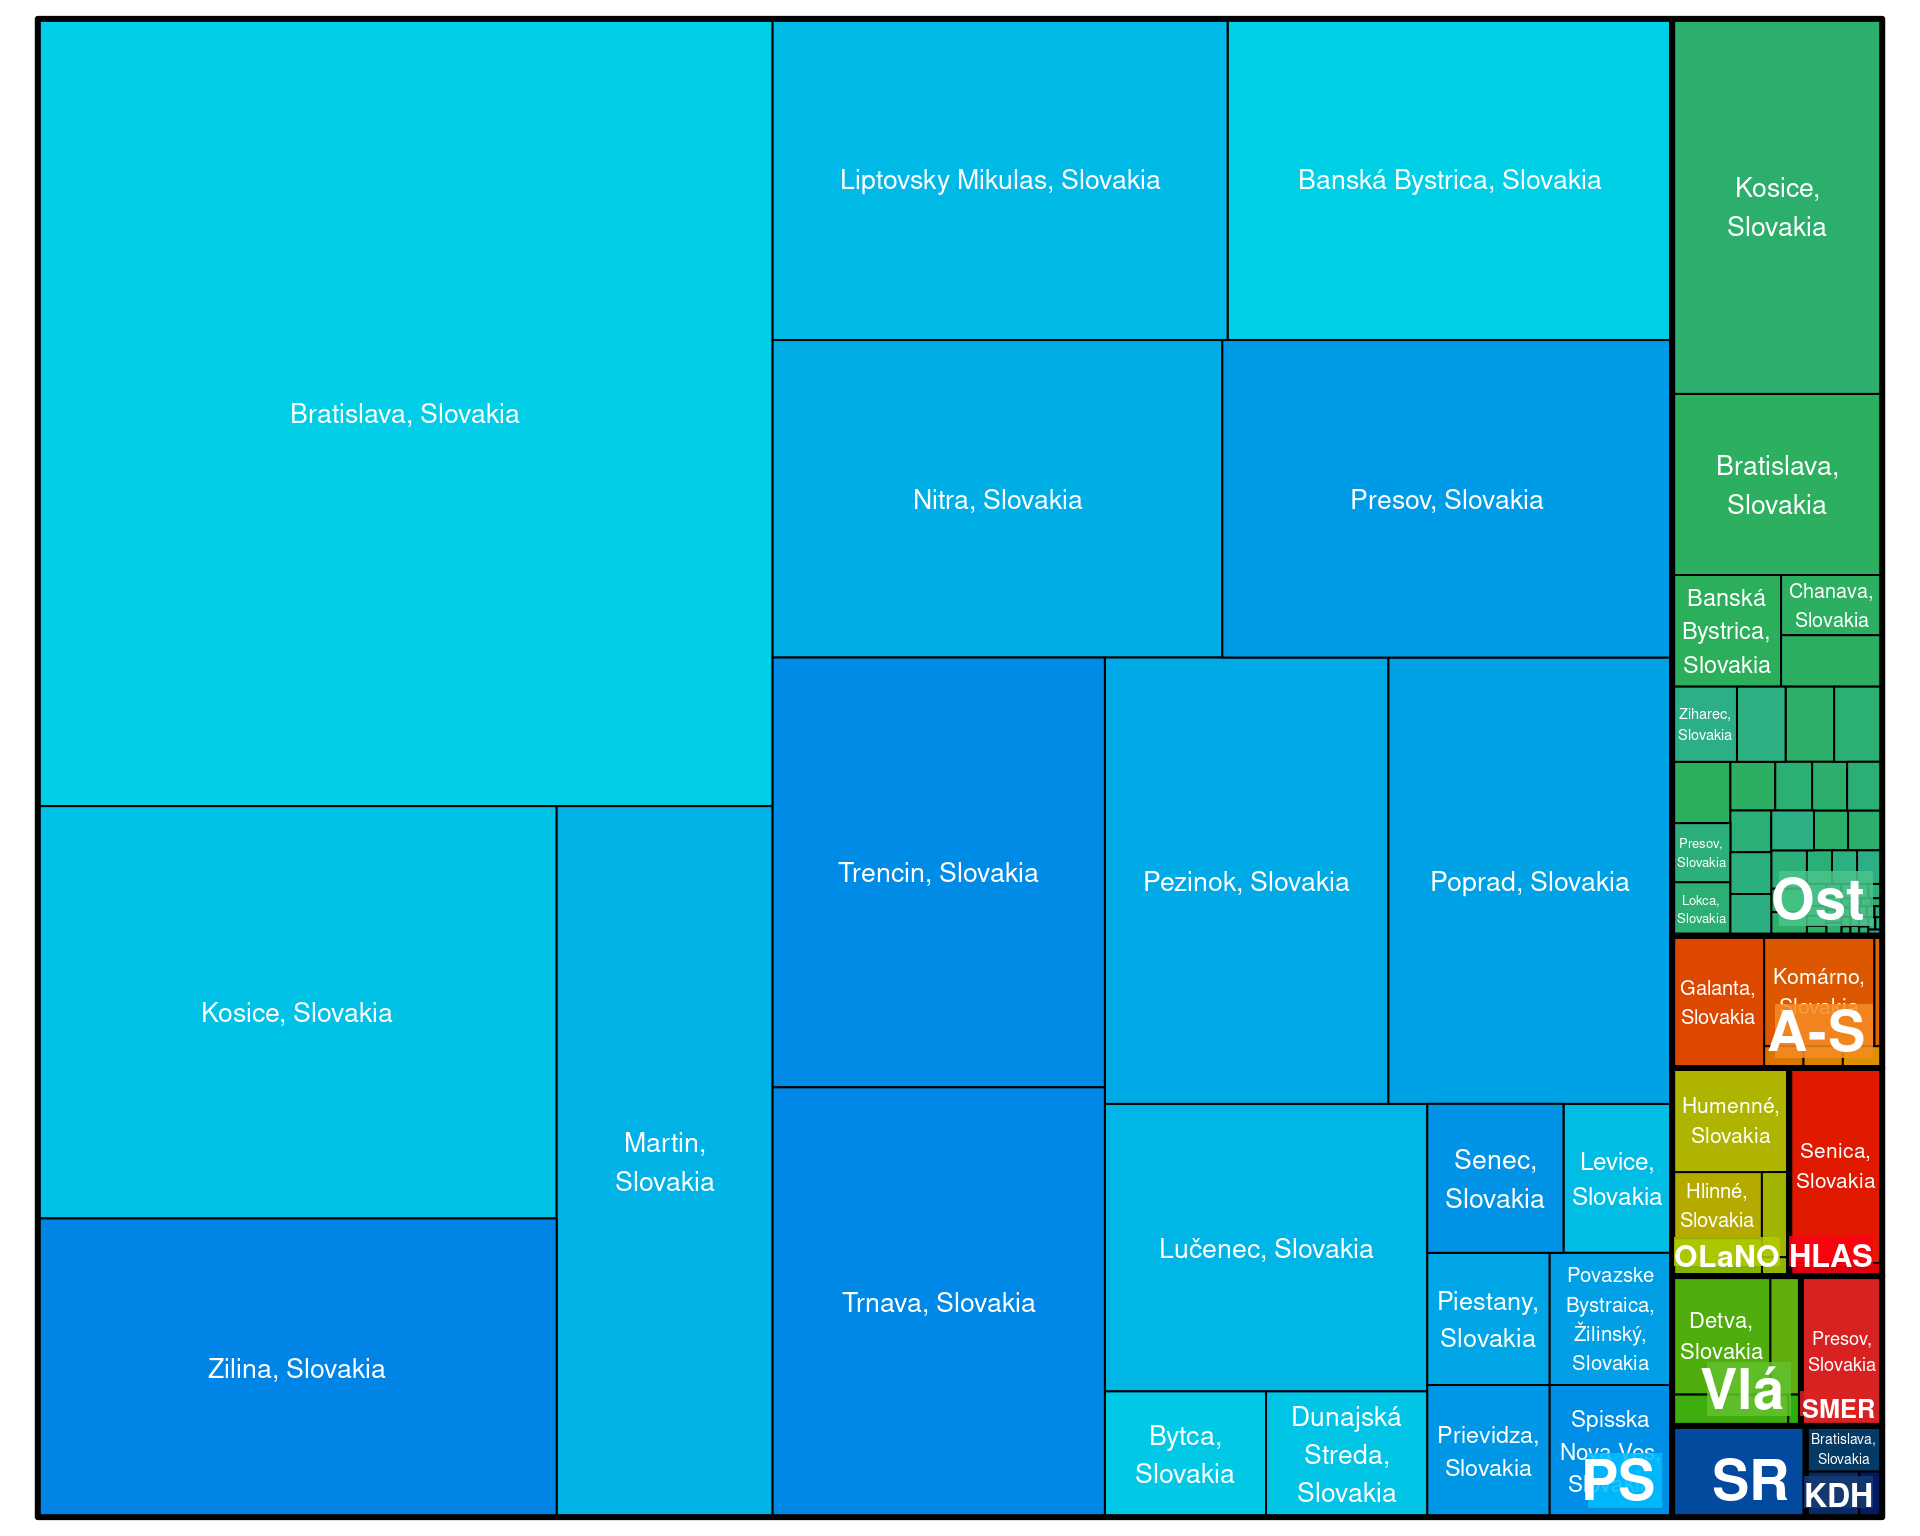 Bratislava, Slovakia
Kosice, Slovakia
Zilina, Slovakia
Martin,
Slovakia
Liptovsky Mikulas, Slovakia
Banská Bystrica, Slovakia
Nitra, Slovakia
Presov, Slovakia
Trencin, Slovakia
Trnava, Slovakia
Pezinok, Slovakia
Poprad, Slovakia
Lučenec, Slovakia
Bytca,
Slovakia
Dunajská
Streda,
Slovakia
Senec,
Slovakia
Levice,
Slovakia
Piestany,
Slovakia
Povazske
Bystraica,
Žilinský,
Slovakia
Prievidza,
Slovakia
Spisska
Nova Ves,
Slovakia
PS
Kosice,
Slovakia
Bratislava,
Slovakia
Banská
Bystrica,
Slovakia
Chanava,
Slovakia
Ziharec,
Slovakia
Presov,
Slovakia
Lokca,
Slovakia
Ost
Galanta,
Slovakia
Komárno,
Slovakia
A-S
Humenné,
Slovakia
Hlinné,
Slovakia
OLaNO
Senica,
Slovakia
HLAS
Detva,
Slovakia
Vlá
Presov,
Slovakia
SMER
SR
Bratislava,
Slovakia
KDH